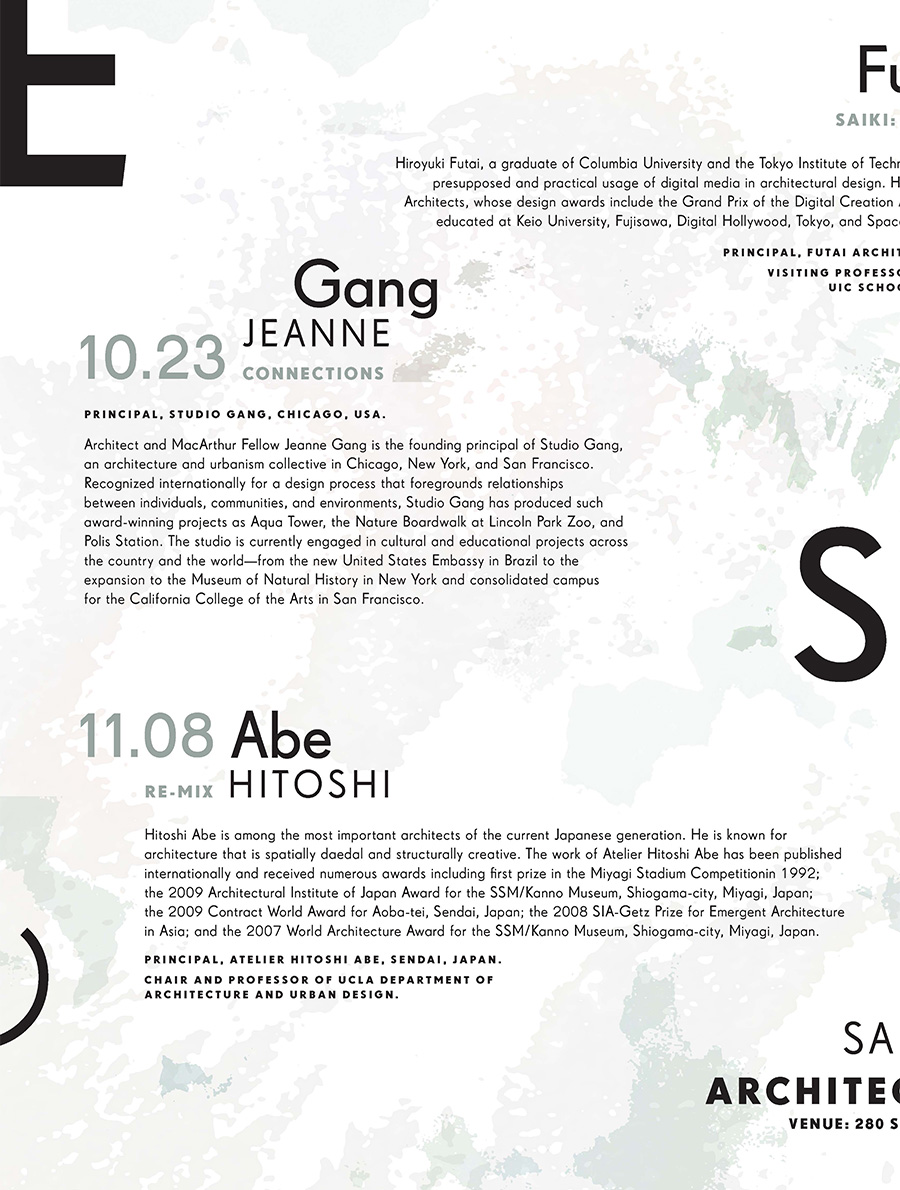 E
Fu
SAIKI:
Hiroyuki Futai, a graduate of Columbia University and the Tokyo Institute of
presupposed and practical usage of digital media in architectural design.
Architects, whose design awards include the Grand Prix of the Digital Creation
educated at Keio University, Fujisawa, Digital Hollywood, Tokyo, and
PRINCIPAL, FUTAI
VISITING
UIC
Gang
JEANNE
10.23
CONNECTIONS
PRINCIPAL, STUDIO GANG, CHICAGO, USA.
Architect and MacArthur Fellow Jeanne Gang is the founding principal of Studio Gang,
an architecture and urbanism collective in Chicago, New York, and San Francisco.
Recognized internationally for a design process that foregrounds relationships
between individuals, communities, and environments, Studio Gang has produced such
award-winning projects as Aqua Tower, the Nature Boardwalk at Lincoln Park Zoo, and
Polis Station. The studio is currently engaged in cultural and educational projects across
the country and the world—from the new United States Embassy in Brazil to the
expansion to the Museum of Natural History in New York and consolidated campus
for the California College of the Arts in San Francisco.
S
11.08 Abe
RE-MIX HITOSHI
Hitoshi Abe is among the most important architects of the current Japanese generation. He is known for
architecture that is spatially daedal and structurally creative. The work of Atelier Hitoshi Abe has been published
internationally and received numerous awards including first prize in the Miyagi Stadium Competitionin 1992;
the 2009 Architectural Institute of Japan Award for the SSM/Kanno Museum, Shiogama-city, Miyagi, Japan;
the 2009 Contract World Award for Aoba-tei, Sendai, Japan; the 2008 SIA-Getz Prize for Emergent Architecture
in Asia; and the 2007 World Architecture Award for the SSM/Kanno Museum, Shiogama-city, Miyagi, Japan.
PRINCIPAL, ATELIER HITOSHI ABE, SENDAI, JAPAN.
CHAIR AND PROFESSOR OF UCLA DEPARTMENT OF
ARCHITECTURE AND URBAN DESIGN.
SA
ARCHITEC
VENUE: 280 S